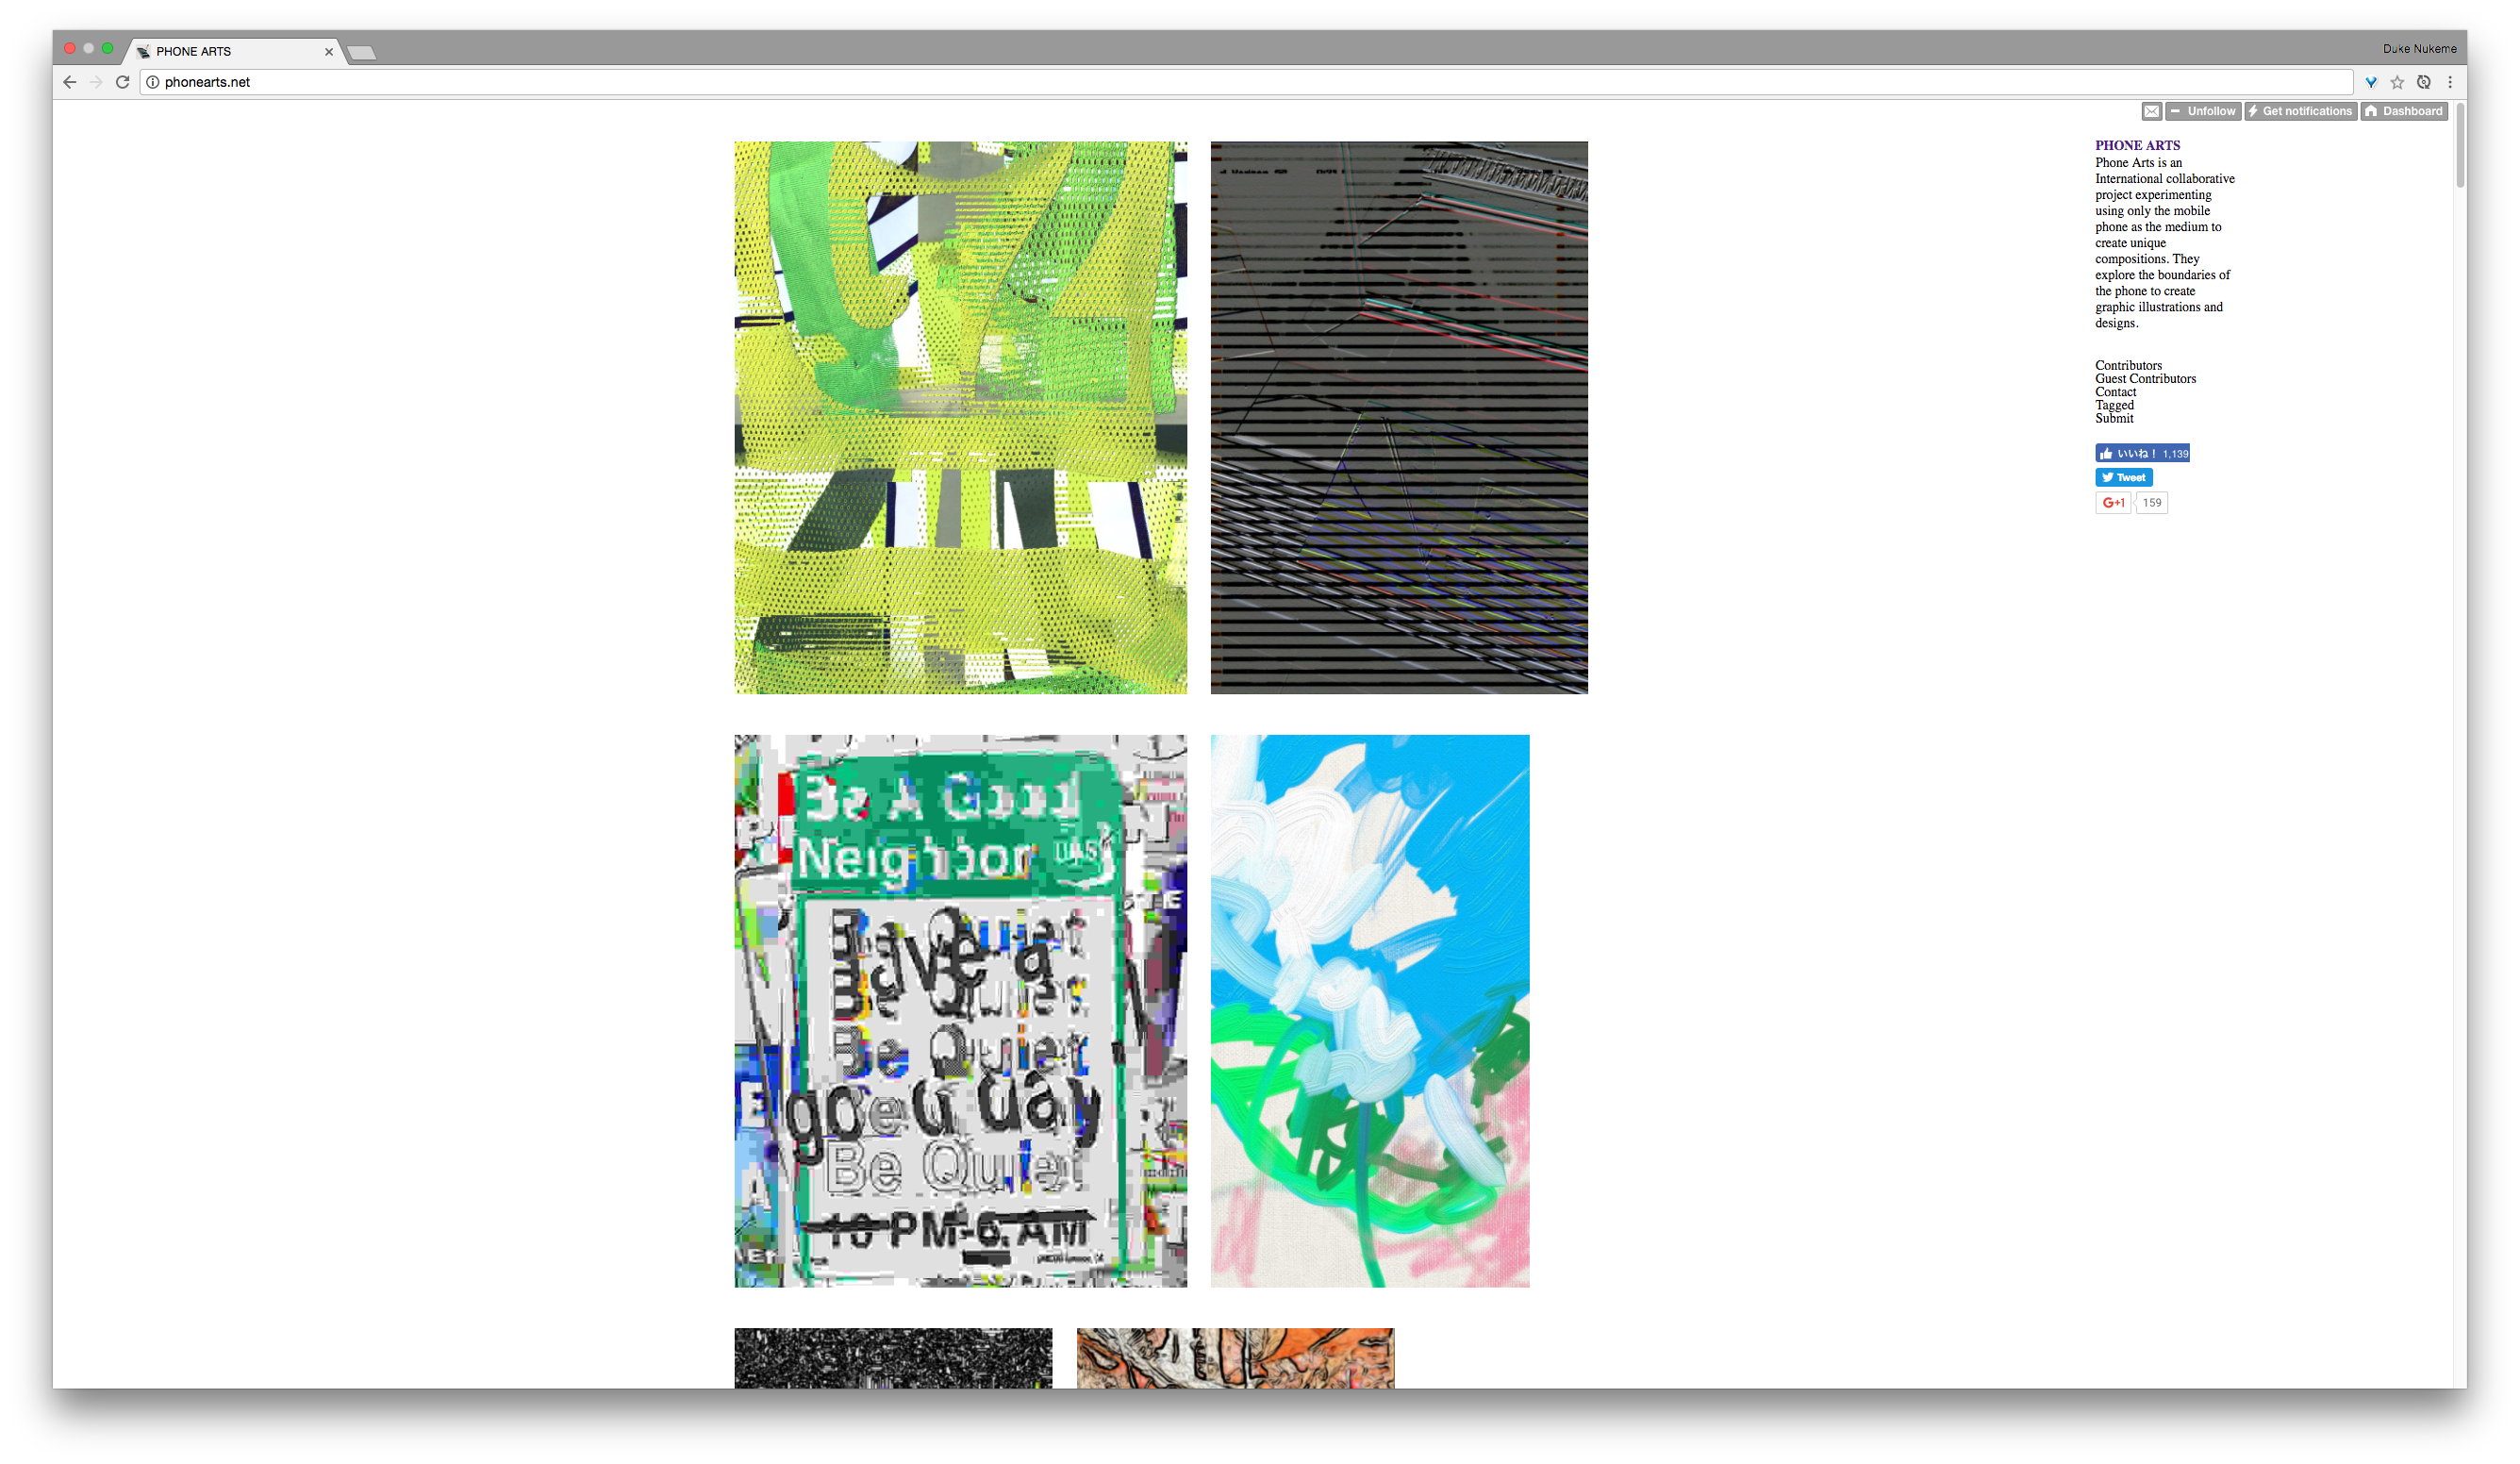 PHONE ARTS
Duke Nukeme
phonearts.net
Unfollow
Get notifications
Dashboard
PHONE ARTS
Phone Arts is an
International collaborative
project experimenting
using only the mobile
phone as the medium to
create unique
compositions. They
explore the boundaries of
the phone to create
graphic illustrations and
designs.
Contributors
Guest Contributors
Contact
Tagged
Submit
いいね！ 1,139
Tweet
G+1 159
Be A Good
Neighbor
Be Quiet
Be Quiet
Be Quiet
day
Be Quiet
10 PM-6 AM